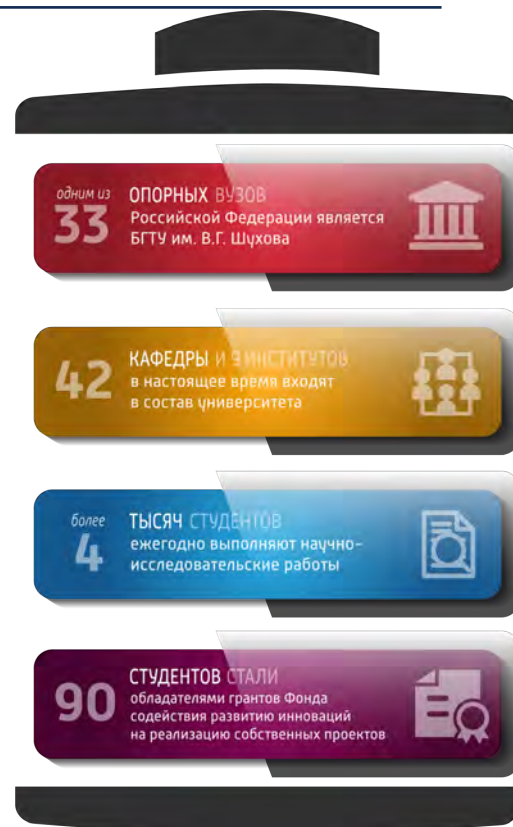 одним из
33
ОПОРНЫХ ВУЗОВ
Российской Федерации является
БГТУ им. В.Г. Шухова
42
КАФЕДРЫ И 9 ИНСТИТУТОВ
в настоящее время входят
в состав университета
более
4
ТЫСЯЧ СТУДЕНТОВ
ежегодно выполняют научно-
исследовательские работы
90
СТУДЕНТОВ СТАЛИ
обладателями грантов Фонда
содействия развитию инноваций
на реализацию собственных проектов